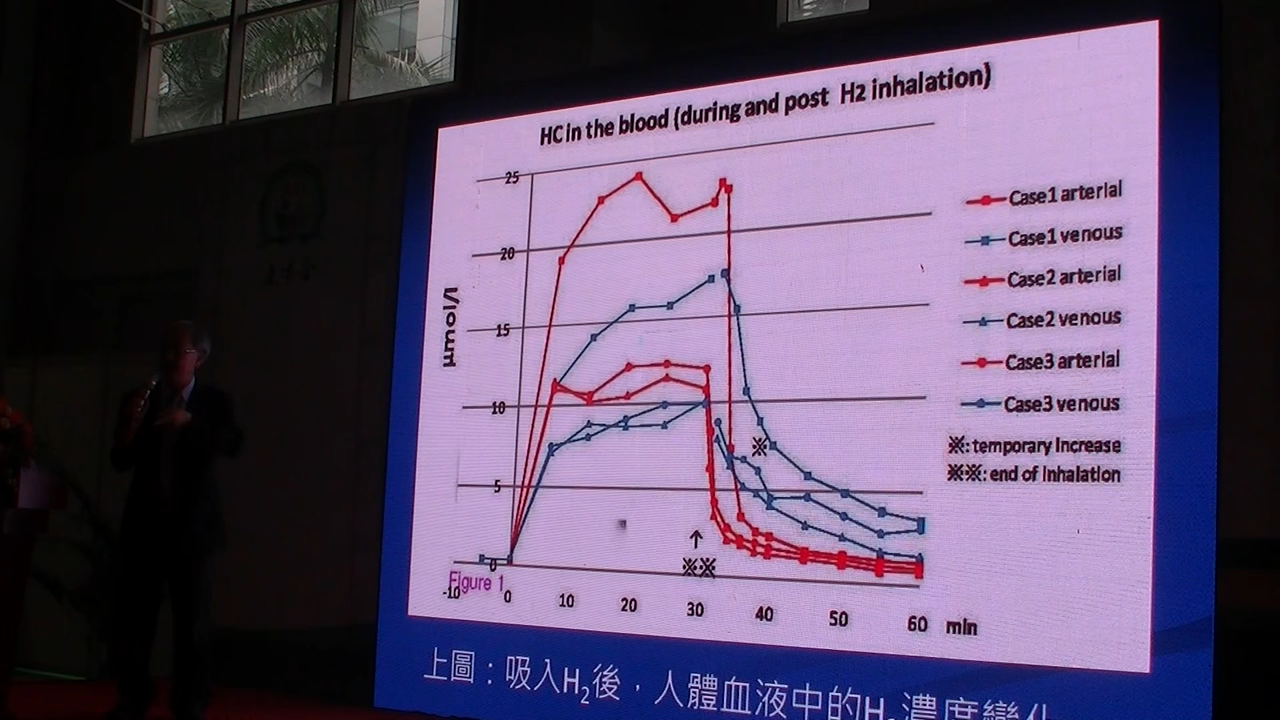 HC in the blood (during and post H2 inhalation)
25
20
15
10
5
0
μmol/l
Case1 arterial
Case1 venous
Case2 arterial
Case2 venous
Case3 arterial
Case3 venous
※: temporary Increase
※※: end of Inhalation
※
↑
※※
Figure 1
-10 0 10 20 30 40 50 60 min
上圖：吸入H₂後，人體血液中的H₂濃度變化